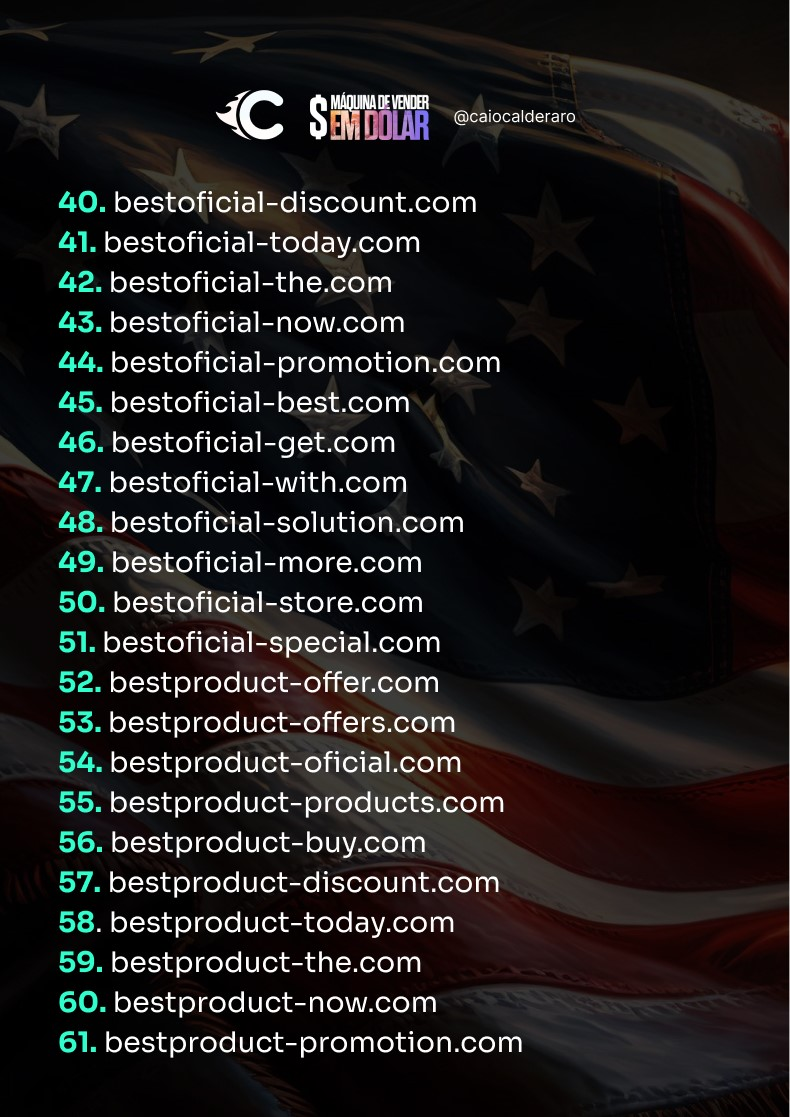 C
MÁQUINA DE VENDER
$EM DÓLAR
@caiocalderaro
40. bestoficial-discount.com
41. bestoficial-today.com
42. bestoficial-the.com
43. bestoficial-now.com
44. bestoficial-promotion.com
45. bestoficial-best.com
46. bestoficial-get.com
47. bestoficial-with.com
48. bestoficial-solution.com
49. bestoficial-more.com
50. bestoficial-store.com
51. bestoficial-special.com
52. bestproduct-offer.com
53. bestproduct-offers.com
54. bestproduct-oficial.com
55. bestproduct-products.com
56. bestproduct-buy.com
57. bestproduct-discount.com
58. bestproduct-today.com
59. bestproduct-the.com
60. bestproduct-now.com
61. bestproduct-promotion.com